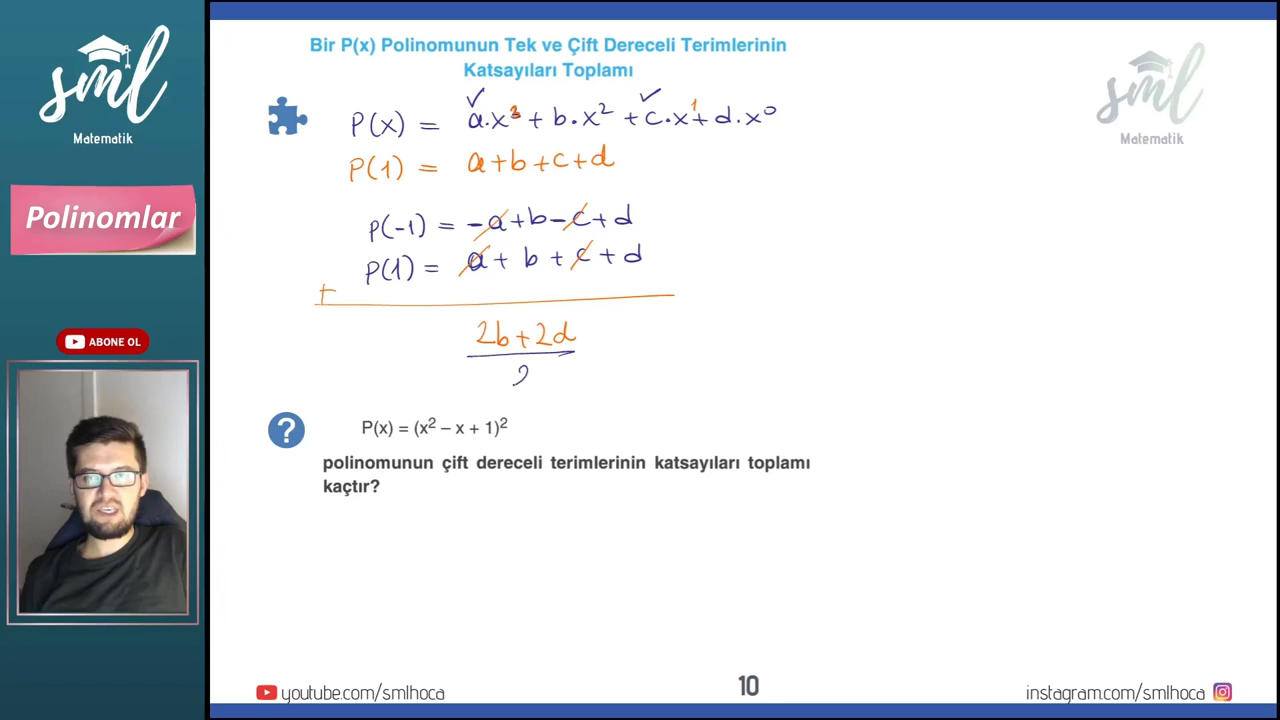 sml
Matematik
Polinomlar
ABONE OL
Bir P(x) Polinomunun Tek ve Çift Dereceli Terimlerinin
Katsayıları Toplamı
sml
Matematik
P(x) = a·x³ + b·x² + c·x¹ + d·x⁰
P(1) = a+b+c+d
P(-1) = -a+b-c+d
P(1) = a+b+c+d
+
2b+2d
2
?
P(x) = (x² – x + 1)²
polinomunun çift dereceli terimlerinin katsayıları toplamı
kaçtır?
youtube.com/smlhoca
10
instagram.com/smlhoca